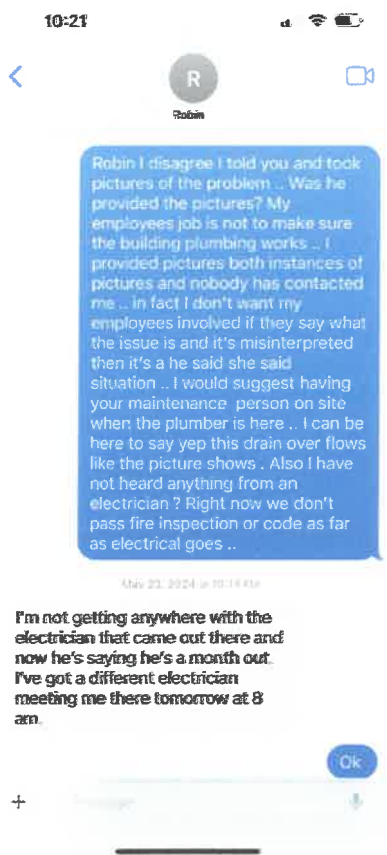 10:21
R
Robin
Robin I disagree I told you and took
pictures of the problem .. Was he
provided the pictures? My
employees job is not to make sure
the building plumbing works .. I
provided pictures both instances of
pictures and nobody has contacted
me .. in fact I don't want my
employees involved if they say what
the issue is and it's misinterpreted
then it's a he said she said
situation .. I would suggest having
your maintenance person on site
when the plumber is here .. I can be
here to say yep this drain over flows
like the picture shows . Also I have
not heard anything from an
electrician ? Right now we don't
pass fire inspection or code as far
as electrical goes ..
May 23, 2024 at
I'm not getting anywhere with the
electrician that came out there and
now he's saying he's a month out.
I've got a different electrician
meeting me there tomorrow at 8
am.
Ok